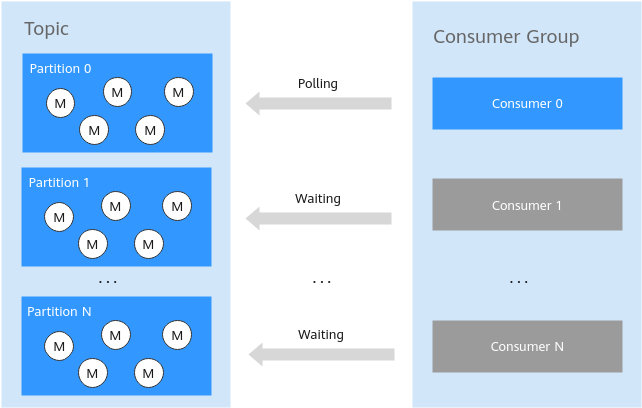 Topic
Consumer Group
Partition 0
M
M
M
M
M
Polling
Consumer 0
Partition 1
M
M
M
M
M
Waiting
Consumer 1
...
...
...
Partition N
M
M
M
M
M
Waiting
Consumer N